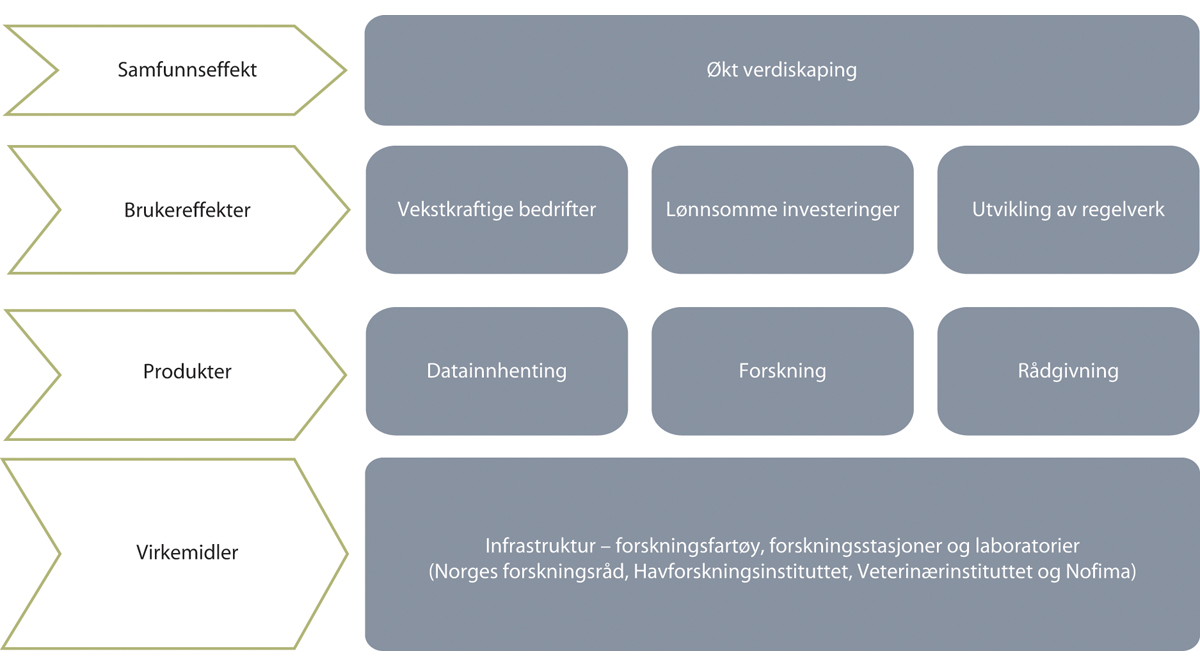 Samfunnseffekt
Økt verdiskaping
Brukereffekter
Vekstkraftige bedrifter
Lønnsomme investeringer
Utvikling av regelverk
Produkter
Datainnhenting
Forskning
Rådgivning
Virkemidler
Infrastruktur – forskningsfartøy, forskningsstasjoner og laboratorier
(Norges forskningsråd, Havforskningsinstituttet, Veterinærinstituttet og Nofima)